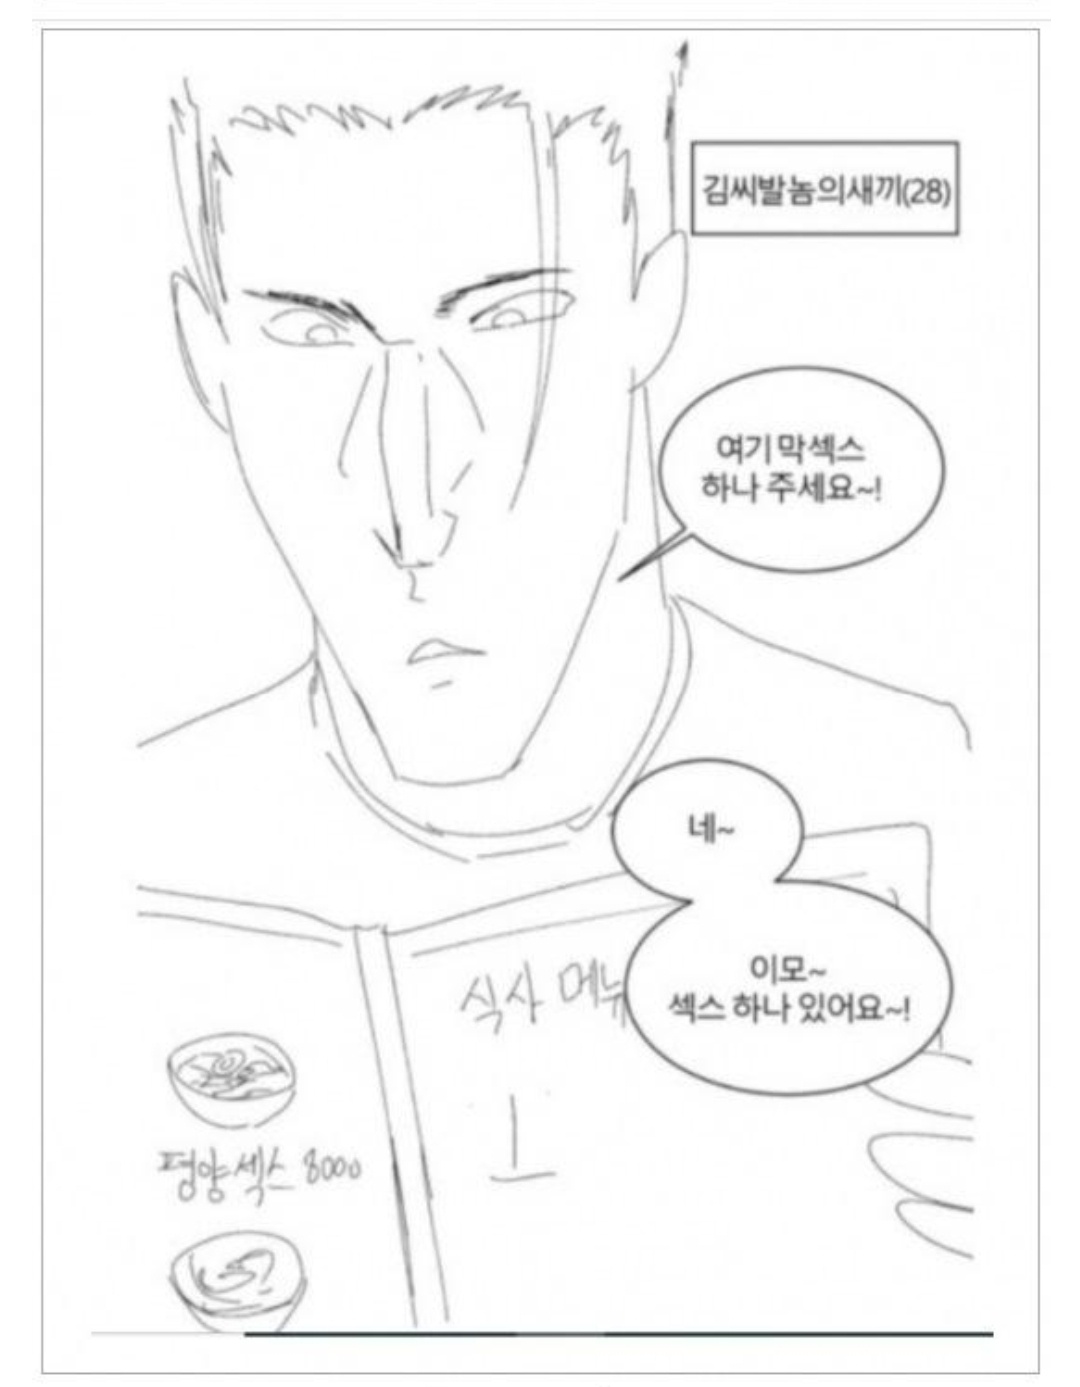 김씨발놈의새끼(28)
여기 막섹스
하나 주세요~!
네~
이모~
섹스 하나 있어요~!
식사 메뉴
평양섹스 8000